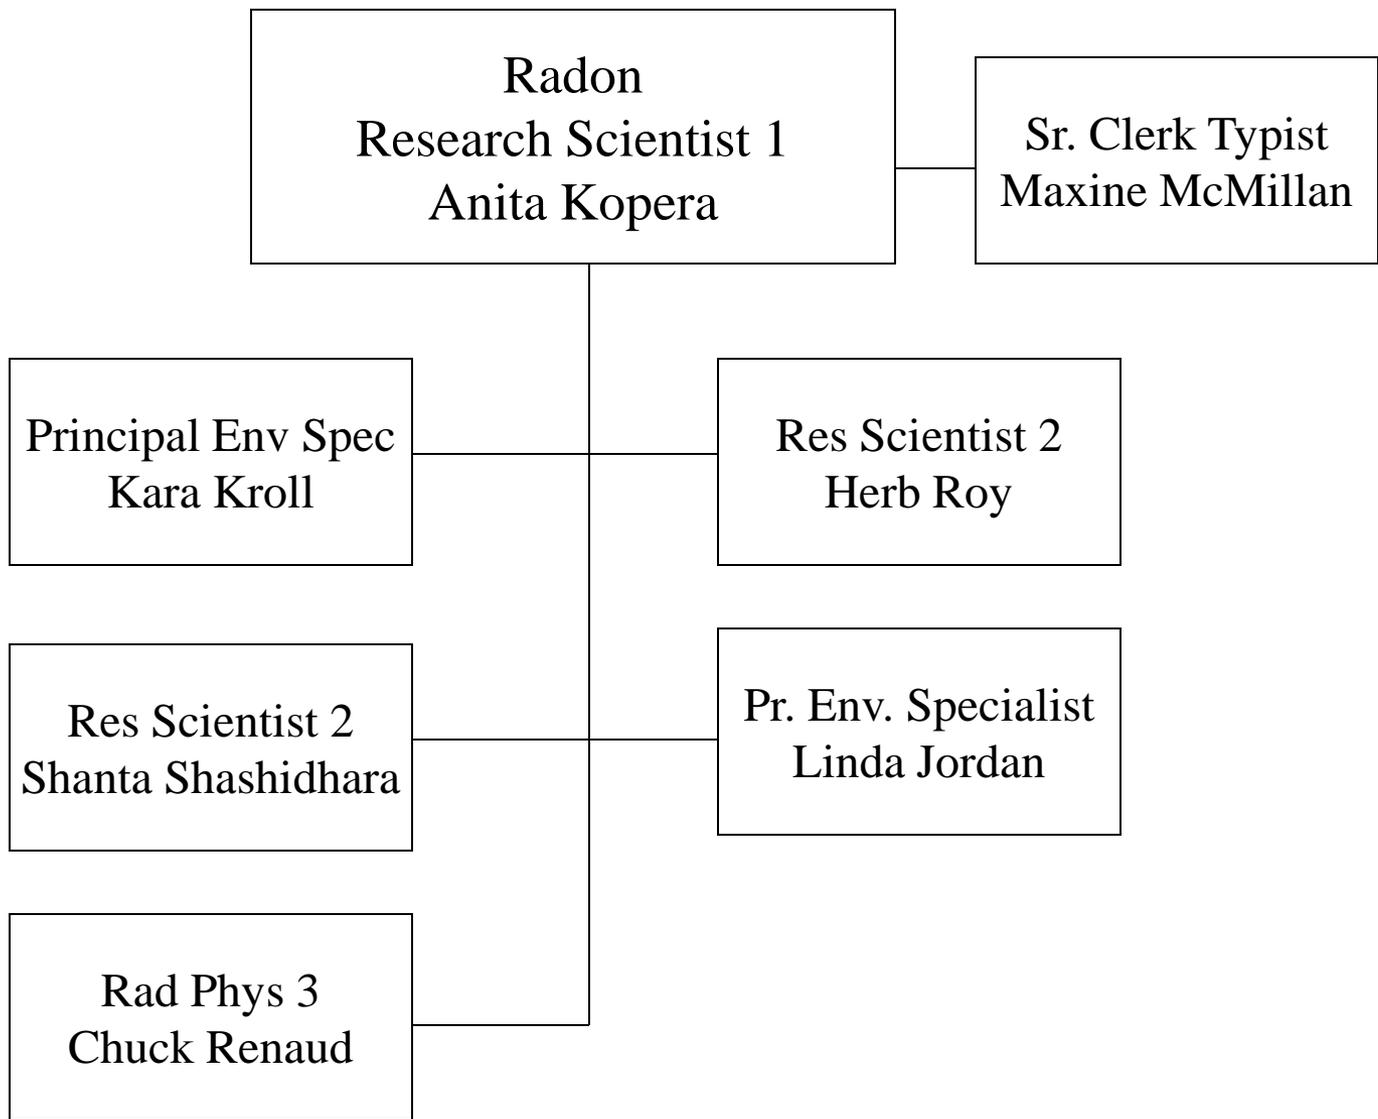 Radon
Research Scientist 1
Anita Kopera
Sr. Clerk Typist
Maxine McMillan
Principal Env Spec
Kara Kroll
Res Scientist 2
Herb Roy
Res Scientist 2
Shanta Shashidhara
Pr. Env. Specialist
Linda Jordan
Rad Phys 3
Chuck Renaud